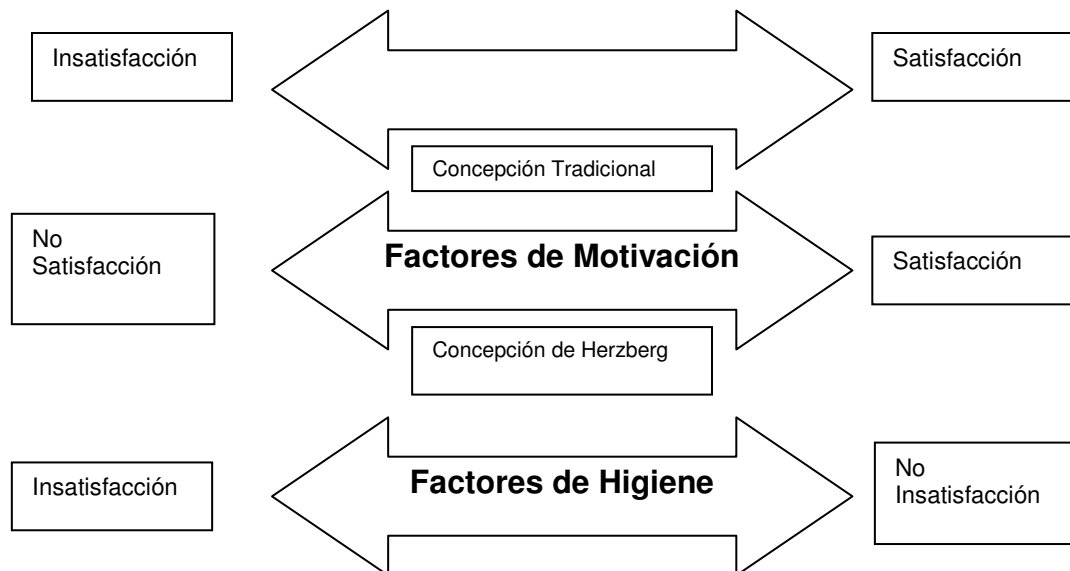 Insatisfacción
Satisfacción
Concepción Tradicional
No
Satisfacción
Factores de Motivación
Satisfacción
Concepción de Herzberg
Insatisfacción
Factores de Higiene
No
Insatisfacción